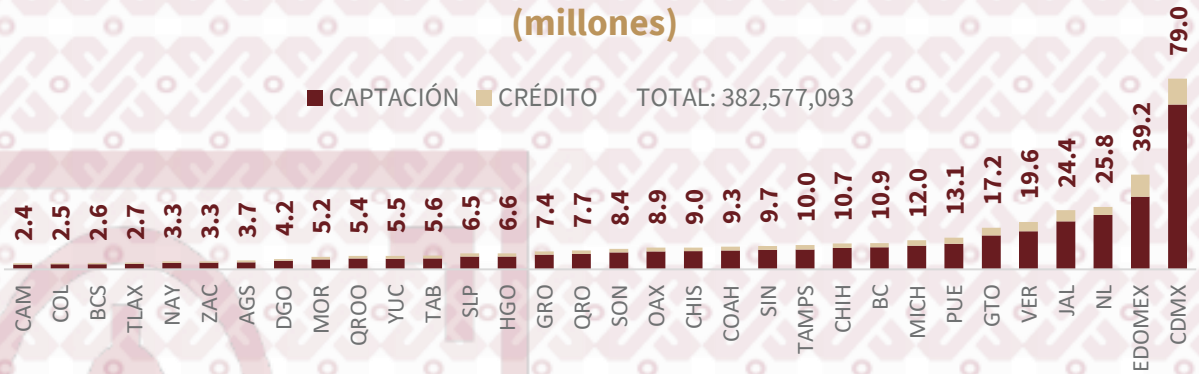 (millones)
CAPTACIÓN CRÉDITO TOTAL: 382,577,093
2.4 2.5 2.6 2.7 3.3 3.3 3.7 4.2 5.2 5.4 5.5 5.6 6.5 6.6 7.4 7.7 8.4 8.9 9.0 9.3 9.7 10.0 10.7 10.9 12.0 13.1 17.2 19.6 24.4 25.8 39.2 79.0
CAM COL BCS TLAX NAY ZAC AGS DGO MOR QROO YUC TAB SLP HGO GRO QRO SON OAX CHIS COAH SIN TAMPS CHIH BC MICH PUE GTO VER JAL NL EDOMEX CDMX